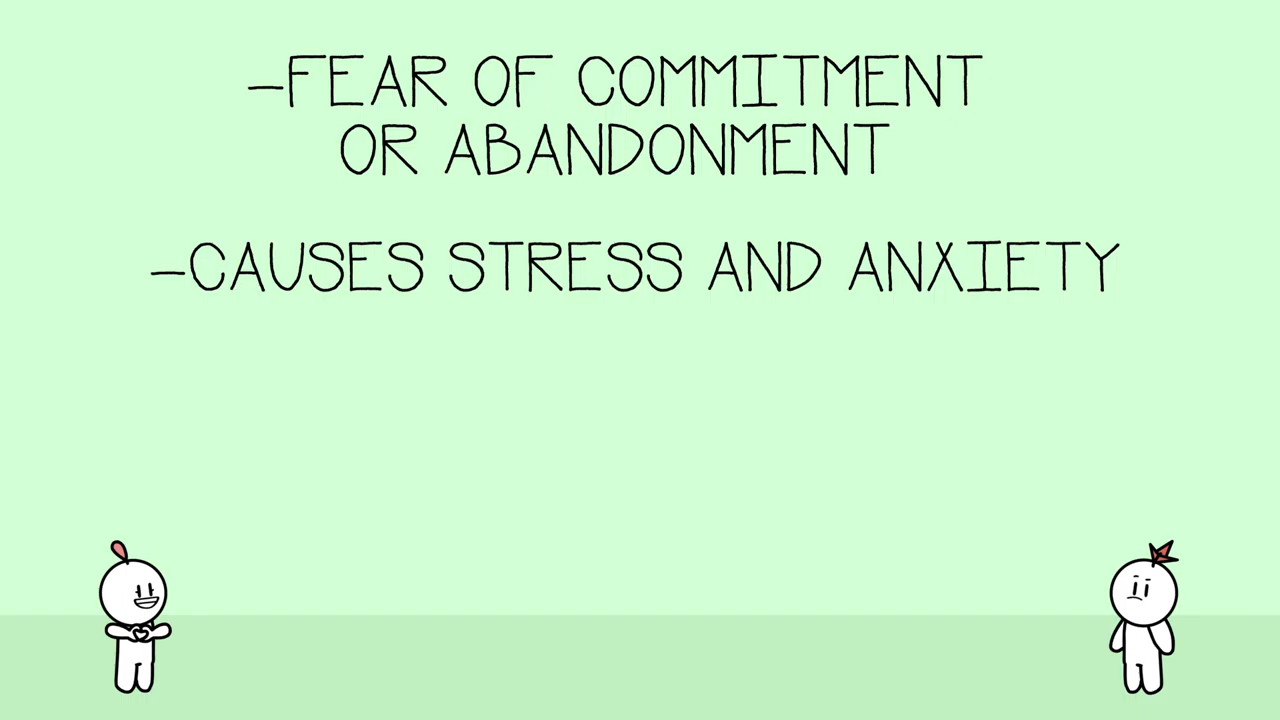 -FEAR OF COMMITMENT
OR ABANDONMENT
-CAUSES STRESS AND ANXIETY